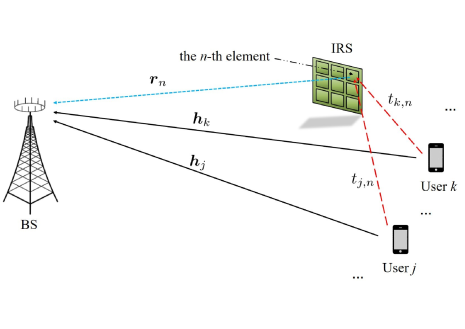 IRS
the n-th element
r_n
t_{k,n}
...
h_k
h_j
t_{j,n}
User k
...
BS
User j
...